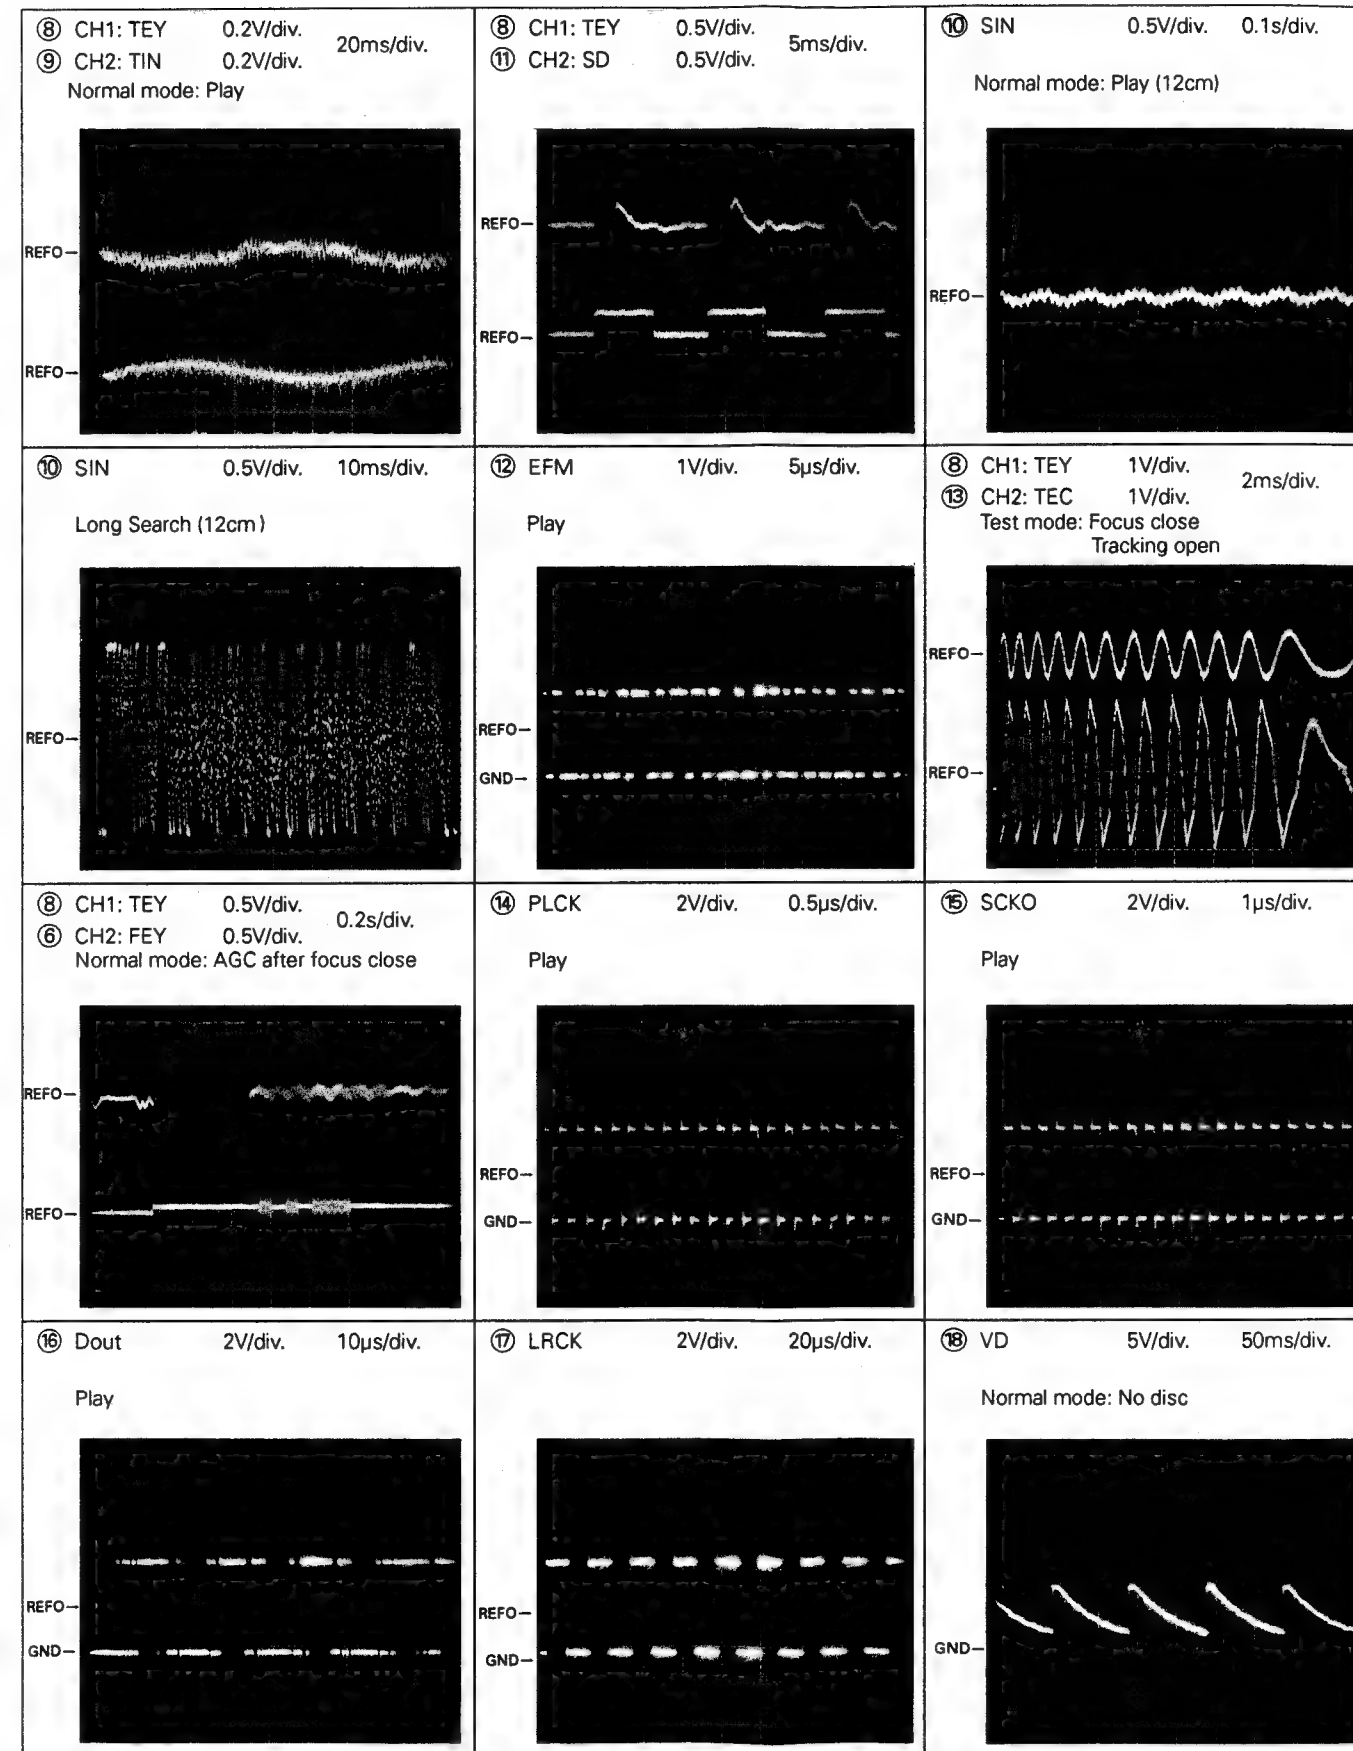 ⑧ CH1: TEY 0.2V/div. 20ms/div.
⑨ CH2: TIN 0.2V/div.
Normal mode: Play
REFO
REFO
⑧ CH1: TEY 0.5V/div. 5ms/div.
⑪ CH2: SD 0.5V/div.
REFO
REFO
⑩ SIN 0.5V/div. 0.1s/div.
Normal mode: Play (12cm)
REFO
⑩ SIN 0.5V/div. 10ms/div.
Long Search (12cm)
REFO
⑫ EFM 1V/div. 5µs/div.
Play
REFO
GND
⑧ CH1: TEY 1V/div. 2ms/div.
⑬ CH2: TEC 1V/div.
Test mode: Focus close
Tracking open
REFO
REFO
⑧ CH1: TEY 0.5V/div. 0.2s/div.
⑥ CH2: FEY 0.5V/div.
Normal mode: AGC after focus close
REFO
REFO
⑭ PLCK 2V/div. 0.5µs/div.
Play
REFO
GND
⑮ SCKO 2V/div. 1µs/div.
Play
REFO
GND
⑯ Dout 2V/div. 10µs/div.
Play
REFO
GND
⑰ LRCK 2V/div. 20µs/div.
REFO
GND
⑱ VD 5V/div. 50ms/div.
Normal mode: No disc
GND